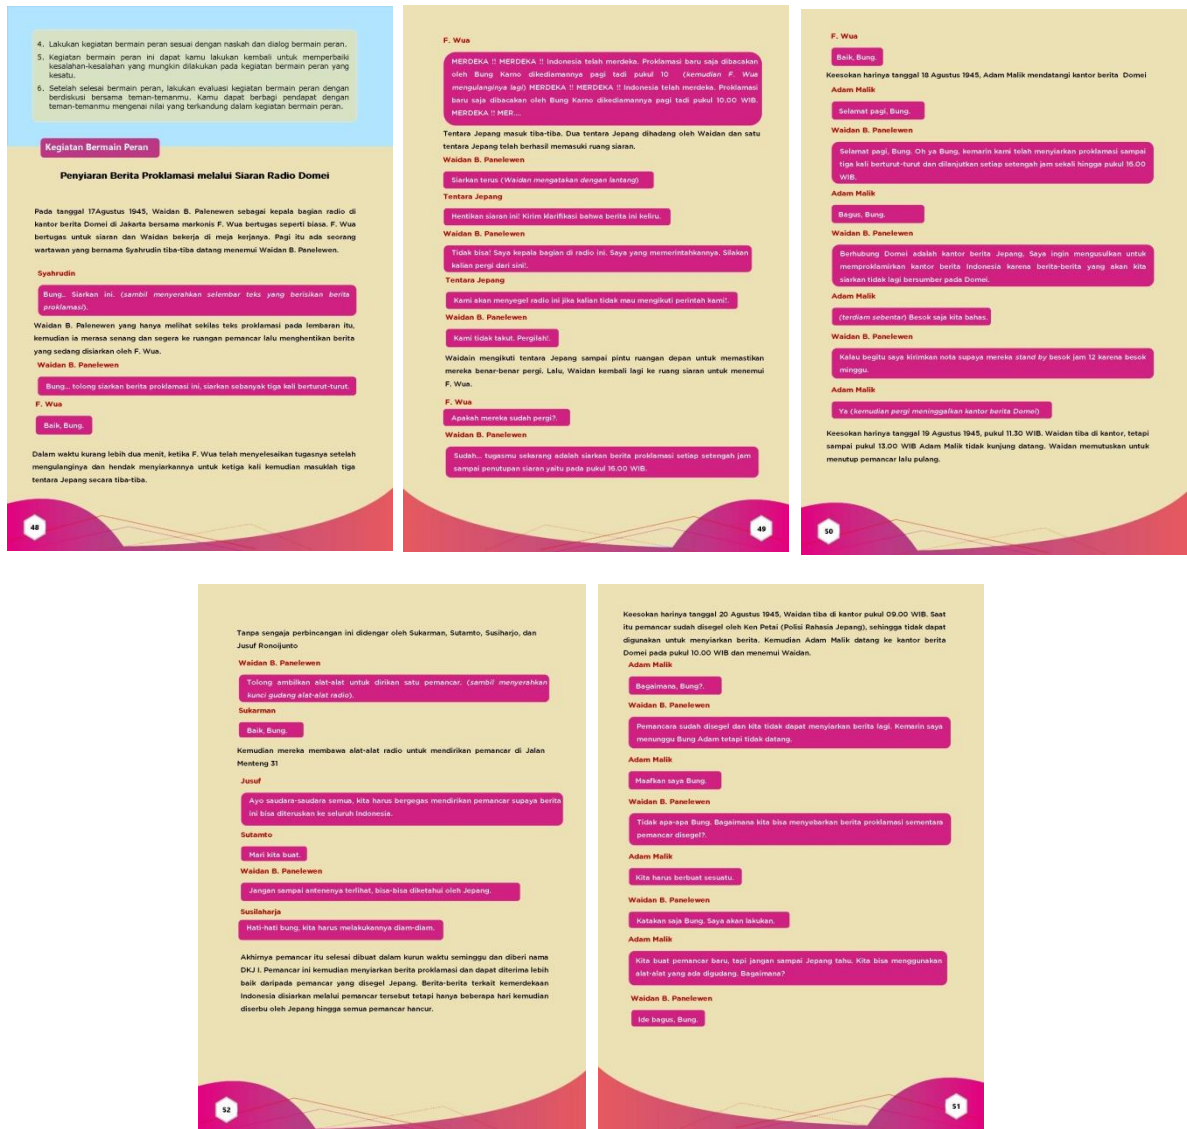 4. Lakukan kegiatan bermain peran sesuai dengan naskah dan dialog bermain peran.
5. Kegiatan bermain peran ini dapat kamu lakukan kembali untuk memperbaiki
kesalahan-kesalahan yang mungkin dilakukan pada kegiatan bermain peran yang
kesatu.
6. Setelah selesai bermain peran, lakukan evaluasi kegiatan bermain peran dengan
berdiskusi bersama teman-temanmu. Kamu dapat berbagi pendapat dengan
teman-temanmu mengenai nilai yang terkandung dalam kegiatan bermain peran.
Kegiatan Bermain Peran
Penyiaran Berita Proklamasi melalui Siaran Radio Domei
Pada tanggal 17Agustus 1945, Waidan B. Palenewen sebagai kepala bagian radio di
kantor berita Domei di Jakarta bersama markonis F. Wua bertugas seperti biasa. F. Wua
bertugas untuk siaran dan Waidan bekerja di meja kerjanya. Pagi itu ada seorang
wartawan yang bernama Syahrudin tiba-tiba datang menemui Waidan B. Panelewen.
Syahrudin
Bung.. Siarkan ini. (sambil menyerahkan selembar teks yang berisikan berita
proklamasi).
Waidan B. Palenewen yang hanya melihat sekilas teks proklamasi pada lembaran itu,
kemudian ia merasa senang dan segera ke ruangan pemancar lalu menghentikan berita
yang sedang disiarkan oleh F. Wua.
Waidan B. Panelewen
Bung... tolong siarkan berita proklamasi ini, siarkan sebanyak tiga kali berturut-turut.
F. Wua
Baik, Bung.
Dalam waktu kurang lebih dua menit, ketika F. Wua telah menyelesaikan tugasnya setelah
mengulanginya dan hendak menyiarkannya untuk ketiga kali kemudian masuklah tiga
tentara Jepang secara tiba-tiba.
48
F. Wua
MERDEKA !! MERDEKA !! Indonesia telah merdeka. Proklamasi baru saja dibacakan
oleh Bung Karno dikediamannya pagi tadi pukul 10 (kemudian F. Wua
mengulanginya lagi) MERDEKA !! MERDEKA !! Indonesia telah merdeka. Proklamasi
baru saja dibacakan oleh Bung Karno dikediamannya pagi tadi pukul 10.00 WIB.
MERDEKA !! MER....
Tentara Jepang masuk tiba-tiba. Dua tentara Jepang dihadang oleh Waidan dan satu
tentara Jepang telah berhasil memasuki ruang siaran.
Waidan B. Panelewen
Siarkan terus (Waidan mengatakan dengan lantang)
Tentara Jepang
Hentikan siaran ini! Kirim klarifikasi bahwa berita ini keliru.
Waidan B. Panelewen
Tidak bisa! Saya kepala bagian di radio ini. Saya yang memerintahkannya. Silakan
kalian pergi dari sini!.
Tentara Jepang
Kami akan menyegel radio ini jika kalian tidak mau mengikuti perintah kami!.
Waidan B. Panelewen
Kami tidak takut. Pergilah!.
Waidain mengikuti tentara Jepang sampai pintu ruangan depan untuk memastikan
mereka benar-benar pergi. Lalu, Waidan kembali lagi ke ruang siaran untuk menemui
F. Wua.
F. Wua
Apakah mereka sudah pergi?.
Waidan B. Panelewen
Sudah... tugasmu sekarang adalah siarkan berita proklamasi setiap setengah jam
sampai penutupan siaran yaitu pada pukul 16.00 WIB.
49
F. Wua
Baik, Bung.
Keesokan harinya tanggal 18 Agustus 1945, Adam Malik mendatangi kantor berita Domei
Adam Malik
Selamat pagi, Bung.
Waidan B. Panelewen
Selamat pagi, Bung. Oh ya Bung, kemarin kami telah menyiarkan proklamasi sampai
tiga kali berturut-turut dan dilanjutkan setiap setengah jam sekali hingga pukul 16.00
WIB.
Adam Malik
Bagus, Bung.
Waidan B. Panelewen
Berhubung Domei adalah kantor berita Jepang, Saya ingin mengusulkan untuk
memproklamirkan kantor berita Indonesia karena berita-berita yang akan kita
siarkan tidak lagi bersumber pada Domei.
Adam Malik
(terdiam sebentar) Besok saja kita bahas.
Waidan B. Panelewen
Kalau begitu saya kirimkan nota supaya mereka stand by besok jam 12 karena besok
minggu.
Adam Malik
Ya (kemudian pergi meninggalkan kantor berita Domei)
Keesokan harinya tanggal 19 Agustus 1945, pukul 11.30 WIB. Waidan tiba di kantor, tetapi
sampai pukul 13.00 WIB Adam Malik tidak kunjung datang. Waidan memutuskan untuk
menutup pemancar lalu pulang.
50
Tanpa sengaja perbincangan ini didengar oleh Sukarman, Sutamto, Susiharjo, dan
Jusuf Ronoijunto
Waidan B. Panelewen
Tolong ambilkan alat-alat untuk dirikan satu pemancar. (sambil menyerahkan
kunci gudang alat-alat radio).
Sukarman
Baik, Bung.
Kemudian mereka membawa alat-alat radio untuk mendirikan pemancar di Jalan
Menteng 31
Jusuf
Ayo saudara-saudara semua, kita harus bergegas mendirikan pemancar supaya berita
ini bisa diteruskan ke seluruh Indonesia.
Sutamto
Mari kita buat.
Waidan B. Panelewen
Jangan sampai antenenya terlihat, bisa-bisa diketahui oleh Jepang.
Susilaharja
Hati-hati bung, kita harus melakukannya diam-diam.
Akhirnya pemancar itu selesai dibuat dalam kurun waktu seminggu dan diberi nama
DKJ I. Pemancar ini kemudian menyiarkan berita proklamasi dan dapat diterima lebih
baik daripada pemancar yang disegel Jepang. Berita-berita terkait kemerdekaan
Indonesia disiarkan melalui pemancar tersebut tetapi hanya beberapa hari kemudian
diserbu oleh Jepang hingga semua pemancar hancur.
52
Keesokan harinya tanggal 20 Agustus 1945, Waidan tiba di kantor pukul 09.00 WIB. Saat
itu pemancar sudah disegel oleh Ken Petai (Polisi Rahasia Jepang), sehingga tidak dapat
digunakan untuk menyiarkan berita. Kemudian Adam Malik datang ke kantor berita
Domei pada pukul 10.00 WIB dan menemui Waidan.
Adam Malik
Bagaimana, Bung?.
Waidan B. Panelewen
Pemancara sudah disegel dan kita tidak dapat menyiarkan berita lagi. Kemarin saya
menunggu Bung Adam tetapi tidak datang.
Adam Malik
Maafkan saya Bung.
Waidan B. Panelewen
Tidak apa-apa Bung. Bagaimana kita bisa menyebarkan berita proklamasi sementara
pemancar disegel?.
Adam Malik
Kita harus berbuat sesuatu.
Waidan B. Panelewen
Katakan saja Bung. Saya akan lakukan.
Adam Malik
Kita buat pemancar baru, tapi jangan sampai Jepang tahu. Kita bisa menggunakan
alat-alat yang ada digudang. Bagaimana?
Waidan B. Panelewen
Ide bagus, Bung.
51